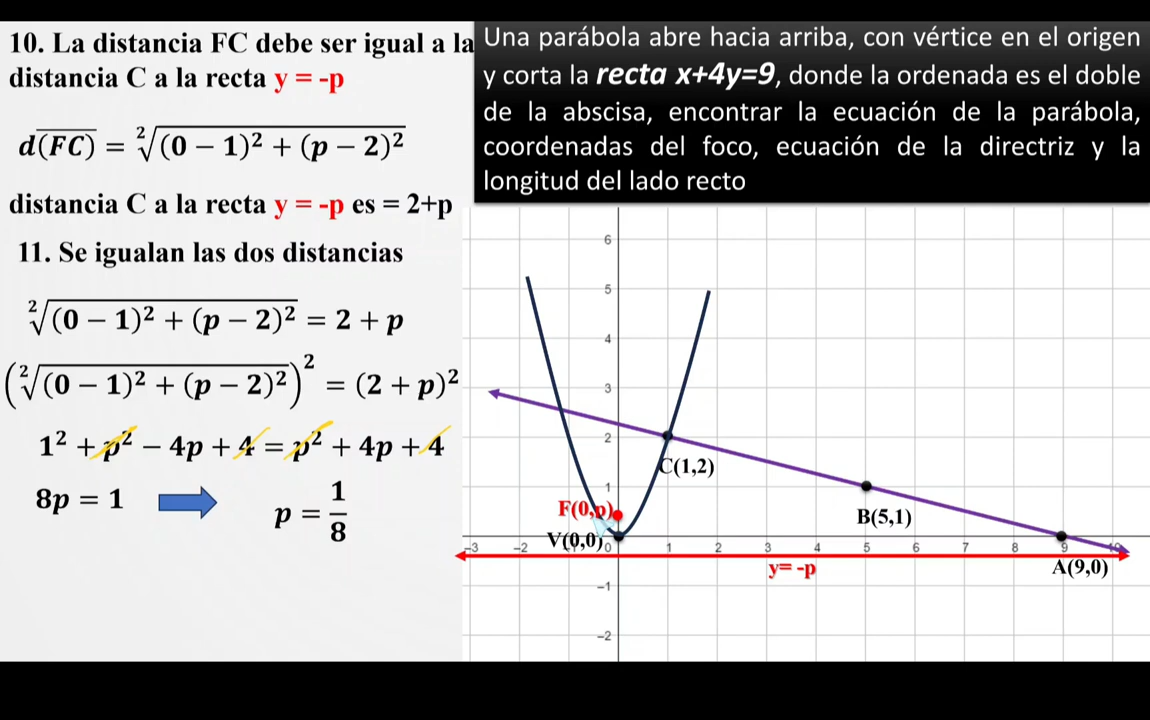 10. La distancia FC debe ser igual a la
distancia C a la recta y = -p
d(FC) = ²√((0 − 1)² + (p − 2)²)
distancia C a la recta y = -p es = 2+p
11. Se igualan las dos distancias
²√((0 − 1)² + (p − 2)²) = 2 + p
(²√((0 − 1)² + (p − 2)²))² = (2 + p)²
1² + p² − 4p + 4 = p² + 4p + 4
8p = 1
p = 1/8
Una parábola abre hacia arriba, con vértice en el origen
y corta la recta x+4y=9, donde la ordenada es el doble
de la abscisa, encontrar la ecuación de la parábola,
coordenadas del foco, ecuación de la directriz y la
longitud del lado recto
6
5
4
3
2
C(1,2)
1
F(0,p)
B(5,1)
V(0,0)
−3 −2 0 1 2 3 4 5 6 7 8 9 10
y= -p
A(9,0)
−1
−2